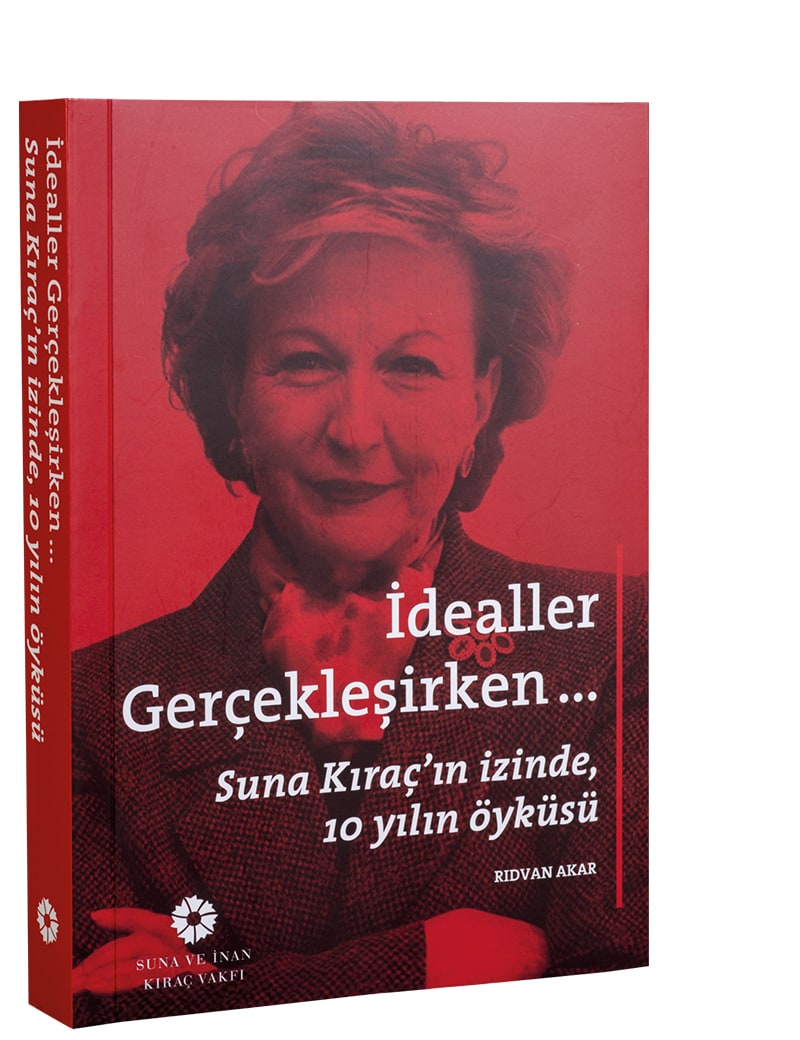 İdealler Gerçekleşirken...
Suna Kıraç'ın izinde, 10 yılın öyküsü
İdealler
Gerçekleşirken...
Suna Kıraç'ın izinde,
10 yılın öyküsü
RIDVAN AKAR
SUNA VE İNAN
KIRAÇ VAKFI